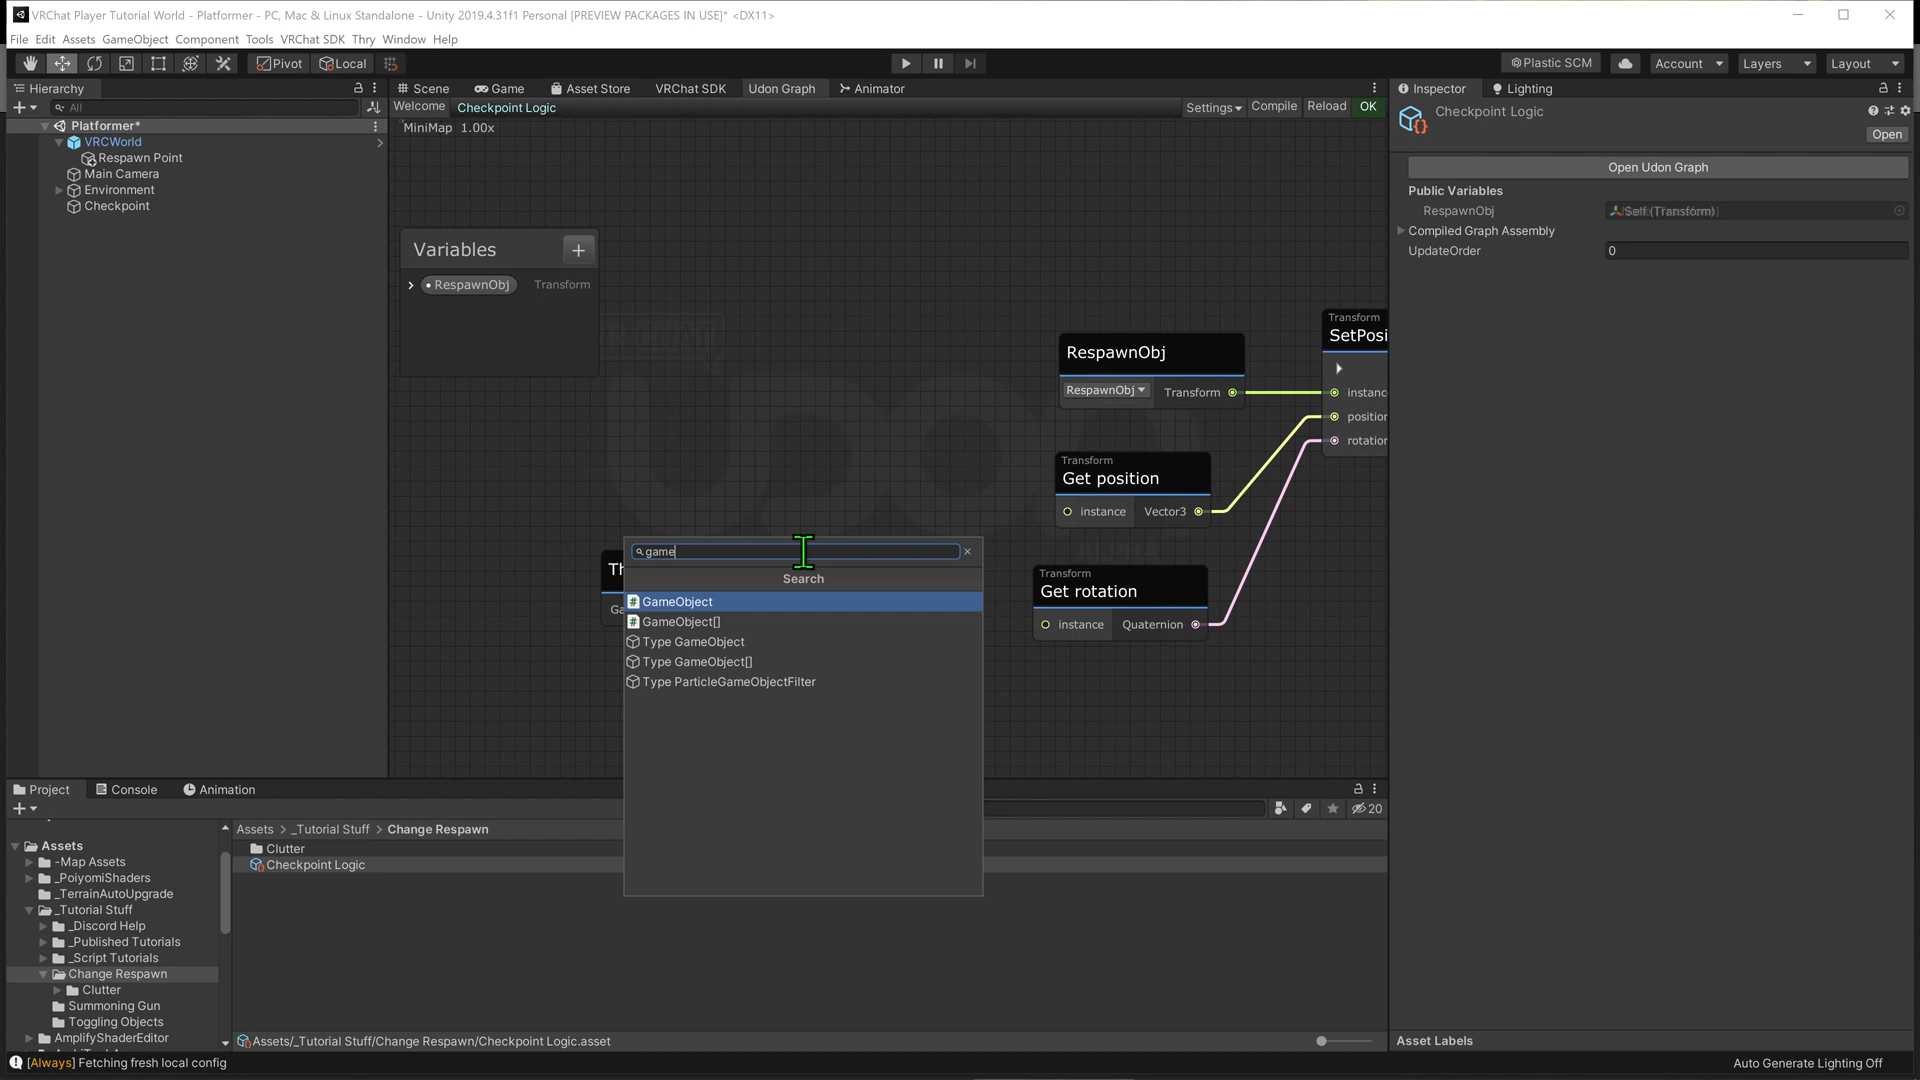 VRChat Player Tutorial World - Platformer - PC, Mac & Linux Standalone - Unity 2019.4.31f1 Personal [PREVIEW PACKAGES IN USE]* <DX11>
File Edit Assets GameObject Component Tools VRChat SDK Thry Window Help
Pivot Local Plastic SCM Account Layers Layout
Hierarchy Scene Game Asset Store VRChat SDK Udon Graph Animator Inspector Lighting
All
Welcome Checkpoint Logic Settings Compile Reload OK
Checkpoint Logic
Open
MiniMap 1.00x
Platformer*
VRCWorld
Respawn Point
Main Camera
Environment
Checkpoint
Open Udon Graph
Public Variables
RespawnObj
Compiled Graph Assembly
UpdateOrder 0
Variables +
RespawnObj Transform
RespawnObj
RespawnObj Transform
Transform
SetPosi
instanc
position
rotation
Transform
Get position
instance Vector3
Transform
Get rotation
instance Quaternion
Th
Ga
game
Search
GameObject
GameObject[]
Type GameObject
Type GameObject[]
Type ParticleGameObjectFilter
Project Console Animation
20
Assets > _Tutorial Stuff > Change Respawn
Clutter
Checkpoint Logic
Assets
-Map Assets
_PoiyomiShaders
_TerrainAutoUpgrade
_Tutorial Stuff
_Discord Help
_Published Tutorials
_Script Tutorials
Change Respawn
Clutter
Summoning Gun
Toggling Objects
AmplifyShaderEditor
Assets/_Tutorial Stuff/Change Respawn/Checkpoint Logic.asset
Asset Labels
[Always] Fetching fresh local config
Auto Generate Lighting Off